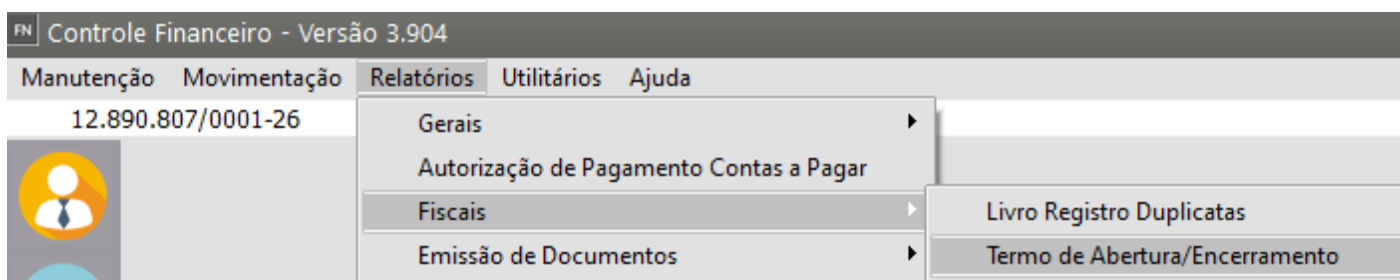 FN Controle Financeiro - Versão 3.904
Manutenção Movimentação Relatórios Utilitários Ajuda
12.890.807/0001-26
Gerais
Autorização de Pagamento Contas a Pagar
Fiscais
Livro Registro Duplicatas
Emissão de Documentos
Termo de Abertura/Encerramento